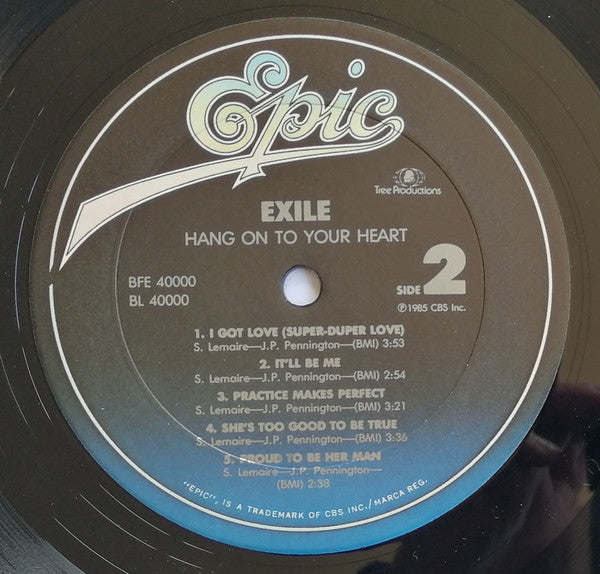 Epic
Tree Productions
EXILE
HANG ON TO YOUR HEART
BFE 40000
BL 40000
SIDE 2
℗1985 CBS Inc.
1. I GOT LOVE (SUPER-DUPER LOVE)
S. Lemaire—J.P. Pennington—(BMI) 3:53
2. IT'LL BE ME
S. Lemaire—J.P. Pennington—(BMI) 2:54
3. PRACTICE MAKES PERFECT
S. Lemaire—J.P. Pennington—(BMI) 3:21
4. SHE'S TOO GOOD TO BE TRUE
S. Lemaire—J.P. Pennington—(BMI) 3:36
5. PROUD TO BE HER MAN
S. Lemaire—J.P. Pennington—
(BMI) 2:38
"EPIC", IS A TRADEMARK OF CBS INC./MARCA REG.